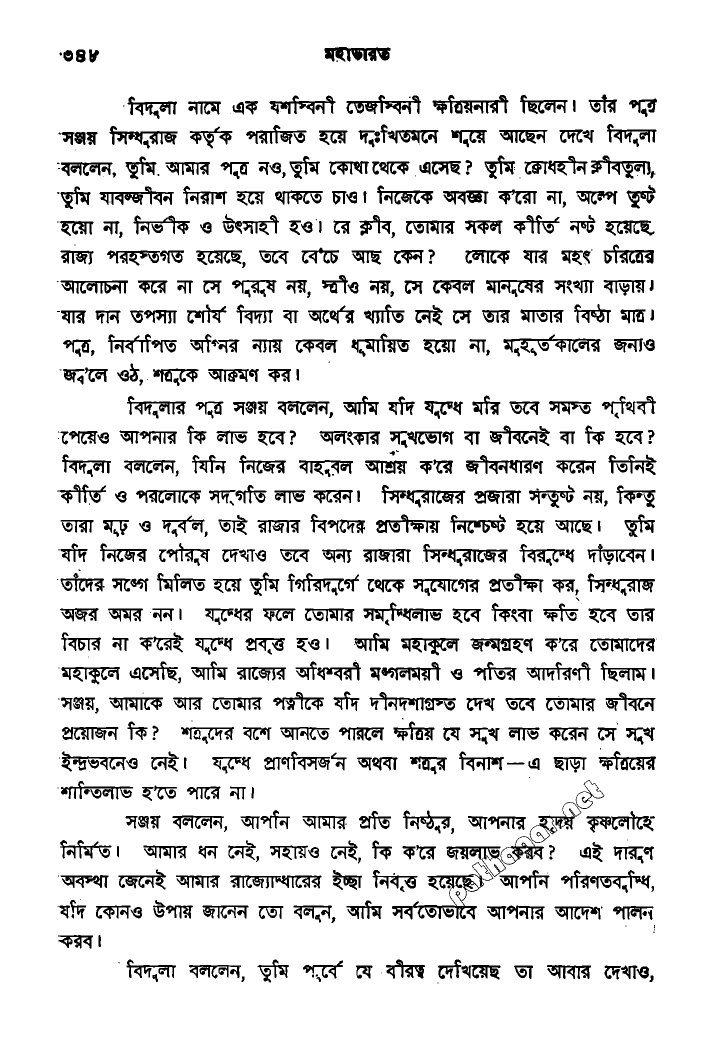 ৩৪৮ মহাভারত
বিদুলা নামে এক যশস্বিনী তেজস্বিনী ক্ষত্রিয়নারী ছিলেন। তাঁর পুত্র
সঞ্জয় সিন্ধুরাজ কর্তৃক পরাজিত হয়ে দুঃখিতমনে শুয়ে আছেন দেখে বিদুলা
বললেন, তুমি আমার পুত্র নও, তুমি কোথা থেকে এসেছ? তুমি ক্রোধহীন ক্লীবতুল্য,
তুমি যাবজ্জীবন নিরাশ হয়ে থাকতে চাও। নিজেকে অবজ্ঞা ক'রো না, অল্পে তুষ্ট
হয়ো না, নির্ভীক ও উৎসাহী হও। রে ক্লীব, তোমার সকল কীর্তি নষ্ট হয়েছে,
রাজ্য পরহস্তগত হয়েছে, তবে বেঁচে আছ কেন? লোকে যার মহৎ চরিত্রের
আলোচনা করে না সে পুরুষ নয়, স্ত্রীও নয়, সে কেবল মানুষের সংখ্যা বাড়ায়।
যার দান তপস্যা শৌর্য বিদ্যা বা অর্থের খ্যাতি নেই সে তার মাতার বিষ্ঠা মাত্র।
পুত্র, নির্বাপিত অগ্নির ন্যায় কেবল ধূমায়িত হয়ো না, মুহূর্তকালের জন্যও
জ্ব'লে ওঠ, শত্রুকে আক্রমণ কর।
বিদুলার পুত্র সঞ্জয় বললেন, আমি যদি যুদ্ধে মরি তবে সমস্ত পৃথিবী
পেয়েও আপনার কি লাভ হবে? অলংকার সুখভোগ বা জীবনেই বা কি হবে?
বিদুলা বললেন, যিনি নিজের বাহুবল আশ্রয় ক'রে জীবনধারণ করেন তিনিই
কীর্তি ও পরলোকে সদ্‌গতি লাভ করেন। সিন্ধুরাজের প্রজারা সন্তুষ্ট নয়, কিন্তু
তারা মূঢ় ও দুর্বল, তাই রাজার বিপদের প্রতীক্ষায় নিশ্চেষ্ট হয়ে আছে। তুমি
যদি নিজের পৌরুষ দেখাও তবে অন্য রাজারা সিন্ধুরাজের বিরুদ্ধে দাঁড়াবেন।
তাঁদের সঙ্গে মিলিত হয়ে তুমি গিরিদুর্গে থেকে সুযোগের প্রতীক্ষা কর, সিন্ধুরাজ
অজর অমর নন। যুদ্ধের ফলে তোমার সমৃদ্ধিলাভ হবে কিংবা ক্ষতি হবে তার
বিচার না ক'রেই যুদ্ধে প্রবৃত্ত হও। আমি মহাকুলে জন্মগ্রহণ ক'রে তোমাদের
মহাকুলে এসেছি, আমি রাজ্যের অধিশ্বরী মঙ্গলময়ী ও পতির আদরিণী ছিলাম।
সঞ্জয়, আমাকে আর তোমার পত্নীকে যদি দীনদশাগ্রস্ত দেখ তবে তোমার জীবনে
প্রয়োজন কি? শত্রুদের বশে আনতে পারলে ক্ষত্রিয় যে সুখ লাভ করেন সে সুখ
ইন্দ্রভবনেও নেই। যুদ্ধে প্রাণবিসর্জন অথবা শত্রুর বিনাশ—এ ছাড়া ক্ষত্রিয়ের
শান্তিলাভ হ'তে পারে না।
সঞ্জয় বললেন, আপনি আমার প্রতি নিষ্ঠুর, আপনার হৃদয় কৃষ্ণলৌহে
নির্মিত। আমার ধন নেই, সহায়ও নেই, কি ক'রে জয়লাভ করব? এই দারুণ
অবস্থা জেনেই আমার রাজ্যোদ্ধারের ইচ্ছা নিবৃত্ত হয়েছে। আপনি পরিণতবুদ্ধি,
যদি কোনও উপায় জানেন তো বলুন, আমি সর্বতোভাবে আপনার আদেশ পালন
করব।
বিদুলা বললেন, তুমি পূর্বে যে বীরত্ব দেখিয়েছ তা আবার দেখাও,
pathagar.net